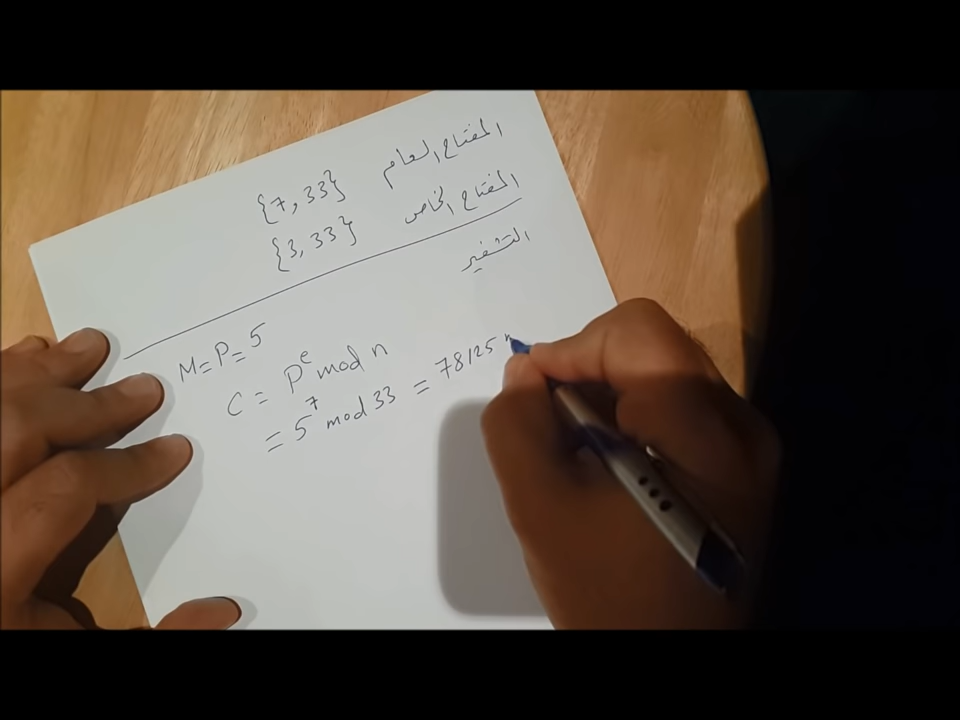 المفتاح العام {7, 33}
المفتاح الخاص {3, 33}
التشفير
M = P = 5
C = P^e mod n
= 5^7 mod 33 = 78125 m